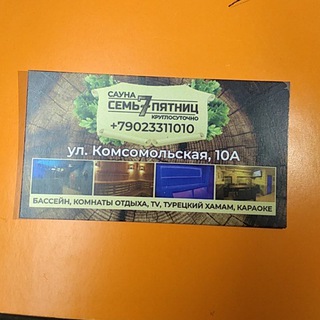 САУНА
СЕМЬ 7 ПЯТНИЦ
КРУГЛОСУТОЧНО
+79023311010
ул. Комсомольская, 10А
БАССЕЙН, КОМНАТЫ ОТДЫХА, TV, ТУРЕЦКИЙ ХАМАМ, КАРАОКЕ